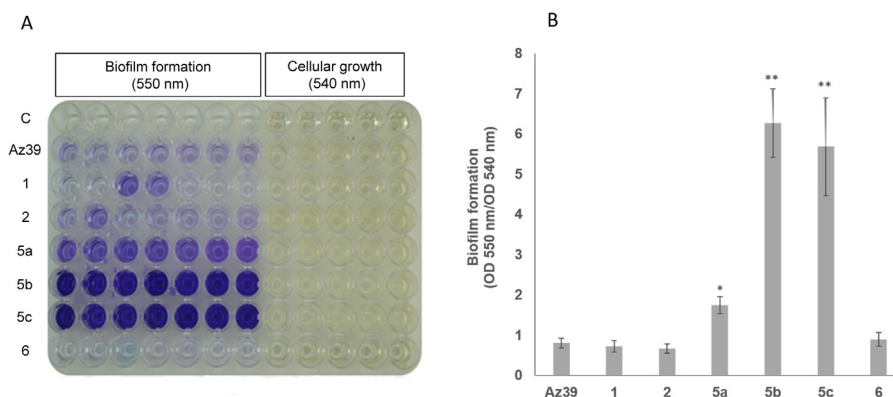 A
Biofilm formation
(550 nm)
Cellular growth
(540 nm)
C
Az39
1
2
5a
5b
5c
6
B
Biofilm formation
(OD 550 nm/OD 540 nm)
8
7
6
5
4
3
2
1
0
*
**
**
Az39 1 2 5a 5b 5c 6